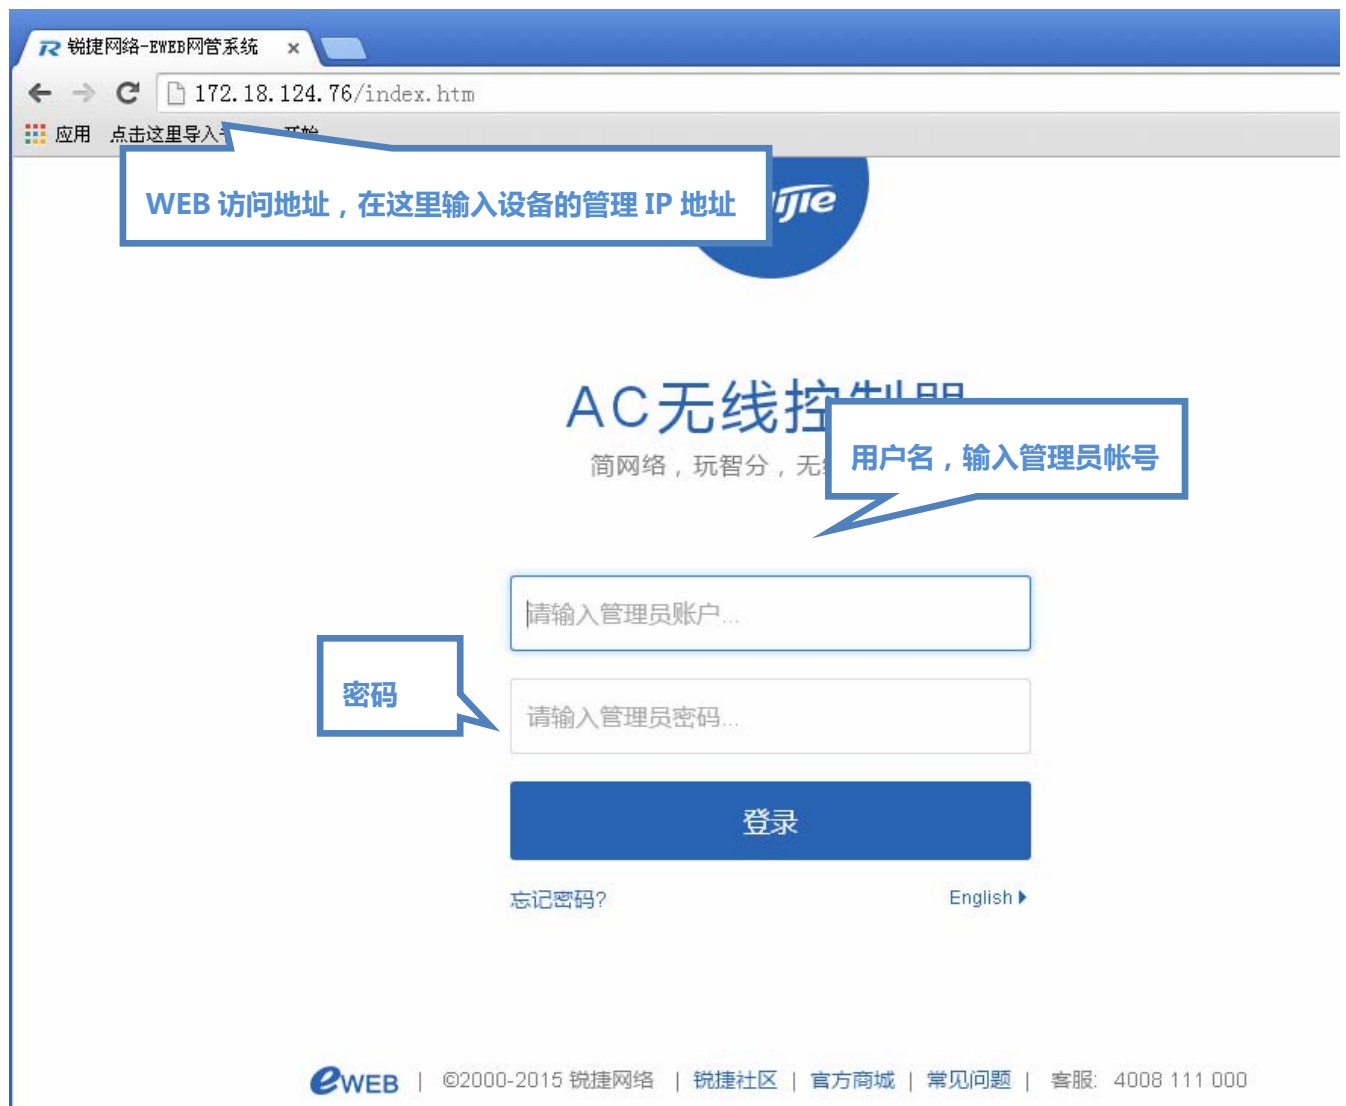 锐捷网络-EWEB网管系统 ×
172.18.124.76/index.htm
应用 点击这里导入
WEB 访问地址，在这里输入设备的管理 IP 地址
jie
AC无线控制器
简网络，玩智分，无
用户名，输入管理员帐号
请输入管理员账户...
密码
请输入管理员密码...
登录
忘记密码? English
eWEB | ©2000-2015 锐捷网络 | 锐捷社区 | 官方商城 | 常见问题 | 客服: 4008 111 000